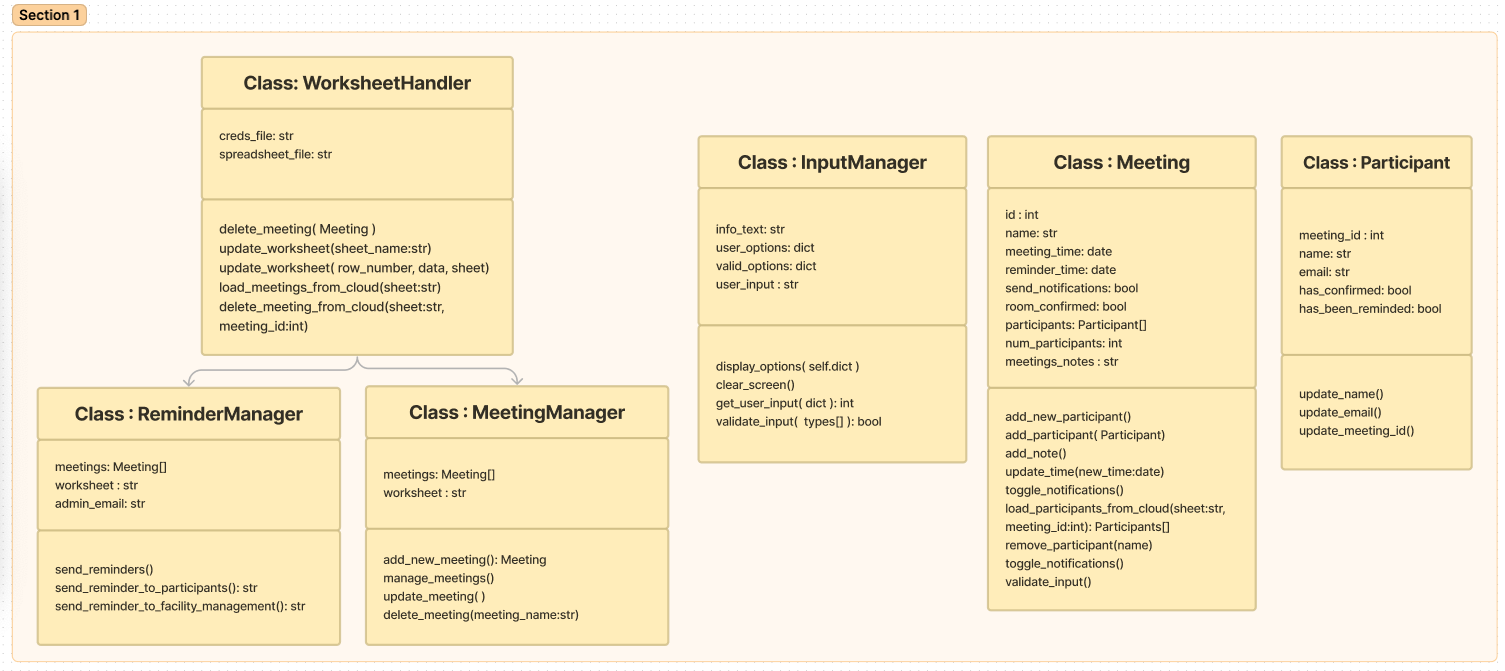 Section 1
Class: WorksheetHandler
creds_file: str
spreadsheet_file: str
delete_meeting( Meeting )
update_worksheet(sheet_name:str)
update_worksheet( row_number, data, sheet)
load_meetings_from_cloud(sheet:str)
delete_meeting_from_cloud(sheet:str,
meeting_id:int)
Class : ReminderManager
meetings: Meeting[]
worksheet : str
admin_email: str
send_reminders()
send_reminder_to_participants(): str
send_reminder_to_facility_management(): str
Class : MeetingManager
meetings: Meeting[]
worksheet : str
add_new_meeting(): Meeting
manage_meetings()
update_meeting( )
delete_meeting(meeting_name:str)
Class : InputManager
info_text: str
user_options: dict
valid_options: dict
user_input : str
display_options( self.dict )
clear_screen()
get_user_input( dict ): int
validate_input(  types[] ): bool
Class : Meeting
id : int
name: str
meeting_time: date
reminder_time: date
send_notifications: bool
room_confirmed: bool
participants: Participant[]
num_participants: int
meetings_notes : str
add_new_participant()
add_participant( Participant)
add_note()
update_time(new_time:date)
toggle_notifications()
load_participants_from_cloud(sheet:str,
meeting_id:int): Participants[]
remove_participant(name)
toggle_notifications()
validate_input()
Class : Participant
meeting_id : int
name: str
email: str
has_confirmed: bool
has_been_reminded: bool
update_name()
update_email()
update_meeting_id()